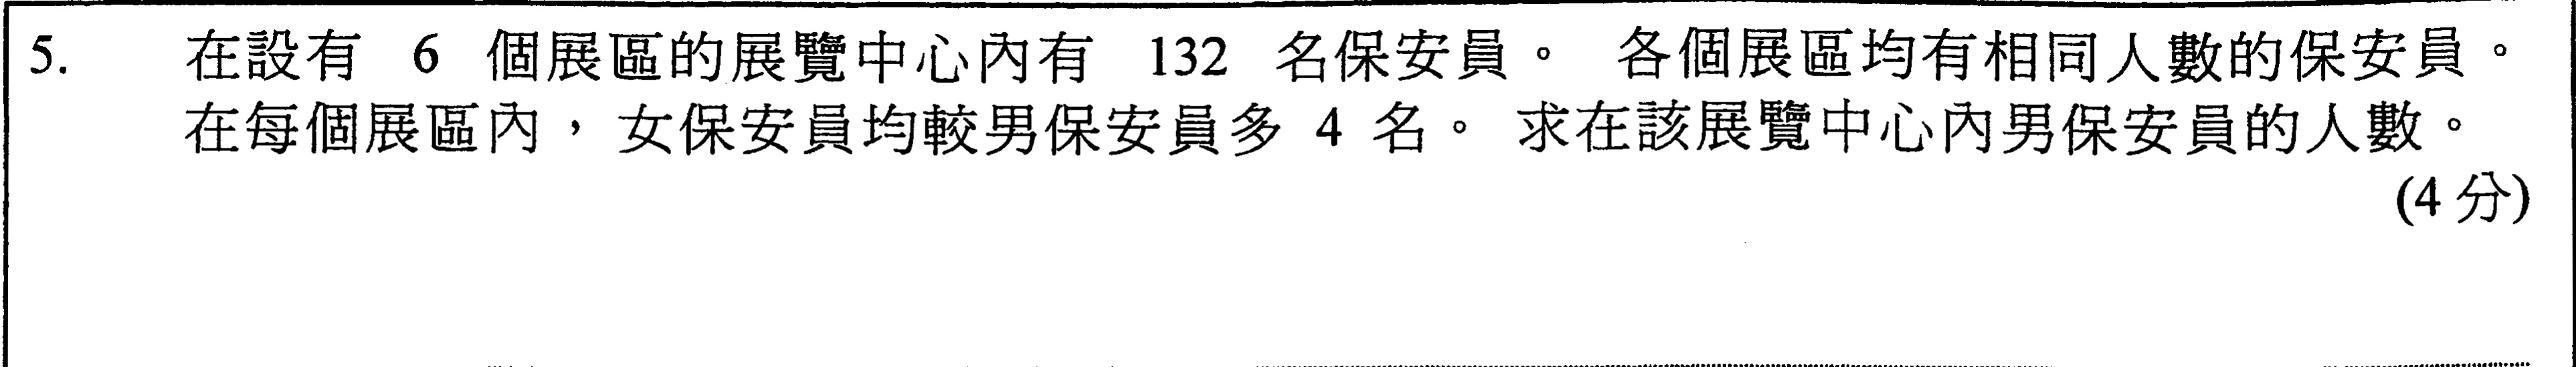 5. 在設有 6 個展區的展覽中心內有 132 名保安員。 各個展區均有相同人數的保安員。
在每個展區內，女保安員均較男保安員多 4 名。 求在該展覽中心內男保安員的人數。
(4 分)